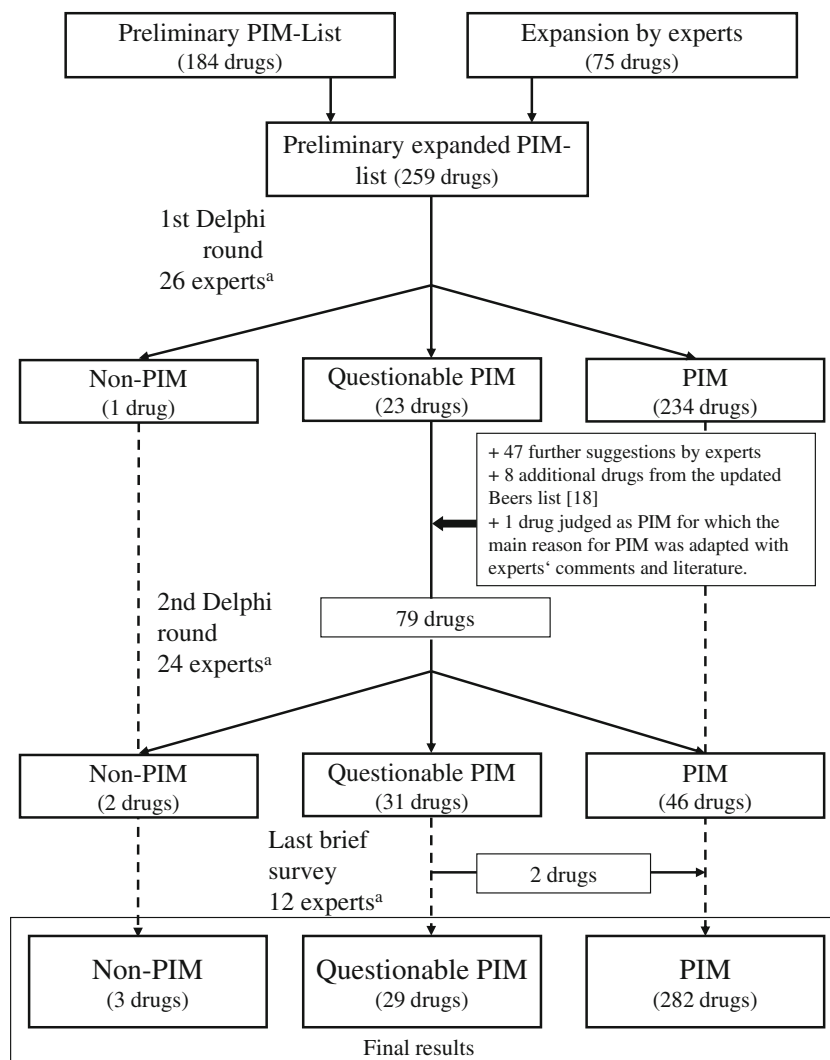 Preliminary PIM-List
(184 drugs)
Expansion by experts
(75 drugs)
Preliminary expanded PIM-
list (259 drugs)
1st Delphi
round
26 expertsᵃ
Non-PIM
(1 drug)
Questionable PIM
(23 drugs)
PIM
(234 drugs)
+ 47 further suggestions by experts
+ 8 additional drugs from the updated
Beers list [18]
+ 1 drug judged as PIM for which the
main reason for PIM was adapted with
experts‘ comments and literature.
2nd Delphi
round
24 expertsᵃ
79 drugs
Non-PIM
(2 drugs)
Questionable PIM
(31 drugs)
PIM
(46 drugs)
Last brief
survey
12 expertsᵃ
2 drugs
Non-PIM
(3 drugs)
Questionable PIM
(29 drugs)
PIM
(282 drugs)
Final results